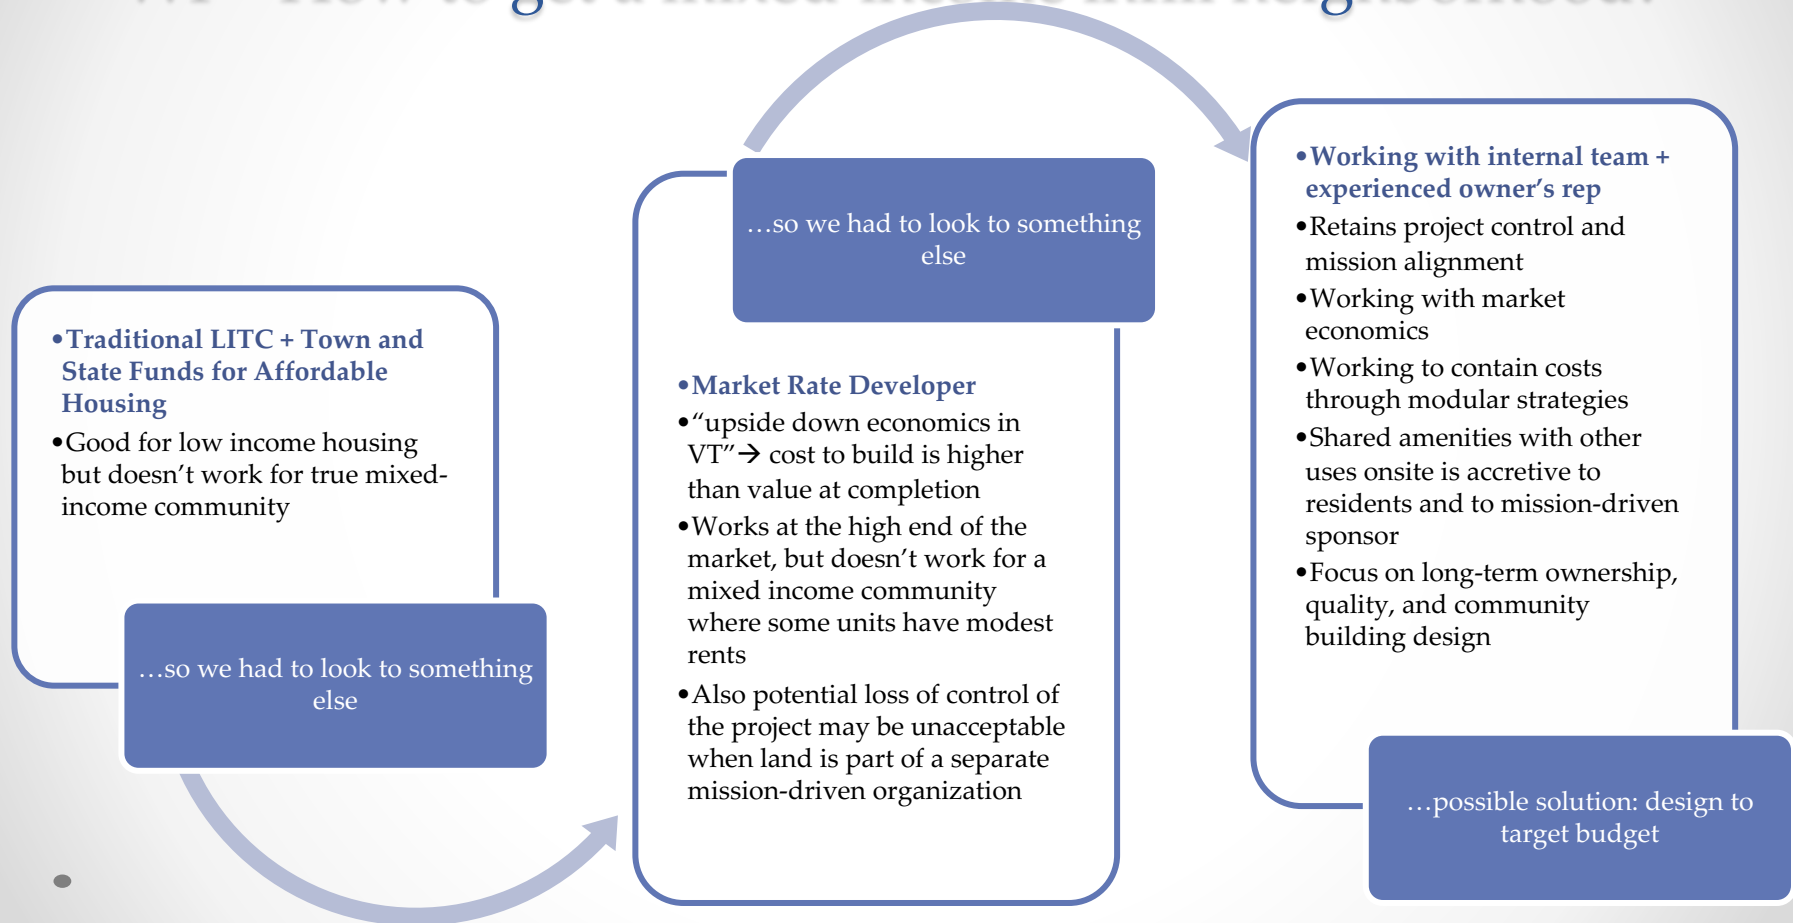 How to get a mixed-income neighborhood?
•Traditional LITC + Town and
State Funds for Affordable
Housing
•Good for low income housing
but doesn’t work for true mixed-
income community
…so we had to look to something
else
…so we had to look to something
else
•Market Rate Developer
•“upside down economics in
VT”→ cost to build is higher
than value at completion
•Works at the high end of the
market, but doesn’t work for a
mixed income community
where some units have modest
rents
•Also potential loss of control of
the project may be unacceptable
when land is part of a separate
mission-driven organization
•Working with internal team +
experienced owner’s rep
•Retains project control and
mission alignment
•Working with market
economics
•Working to contain costs
through modular strategies
•Shared amenities with other
uses onsite is accretive to
residents and to mission-driven
sponsor
•Focus on long-term ownership,
quality, and community
building design
…possible solution: design to
target budget